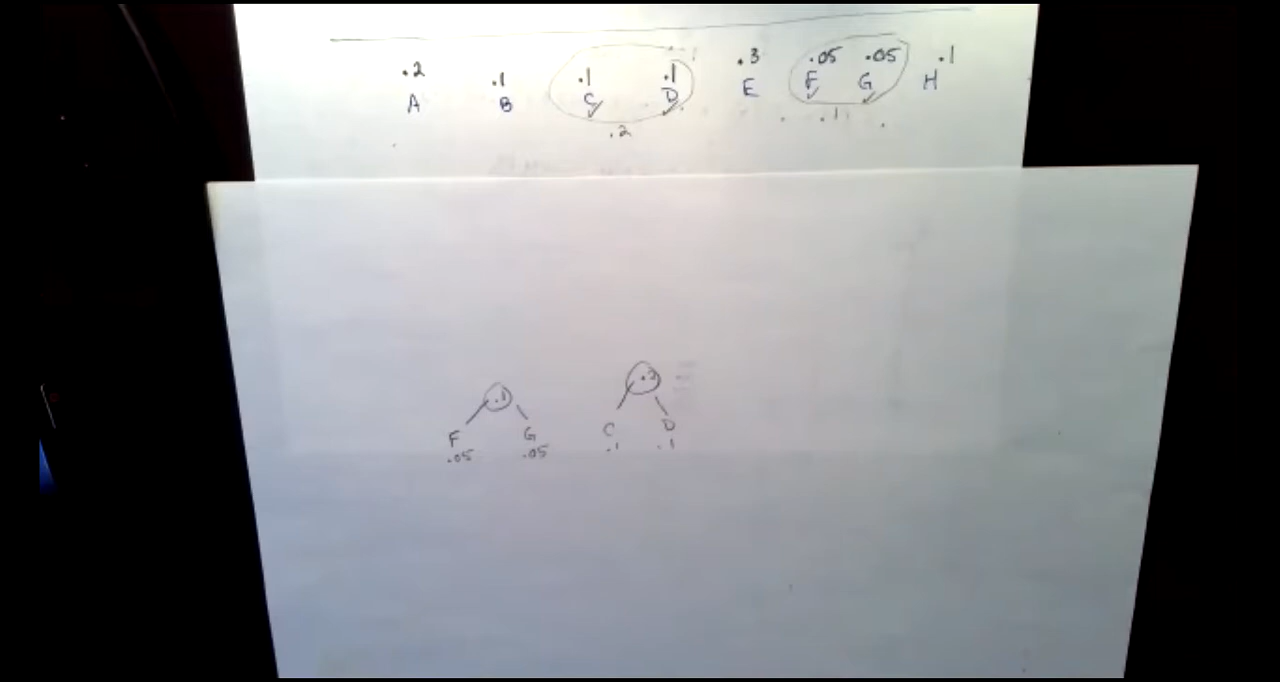 .2 .1 .1 .1 .3 .05 .05 .1
A B C D E F G H
.2 .1
.1 .2
F G C D
.05 .05 .1 .1